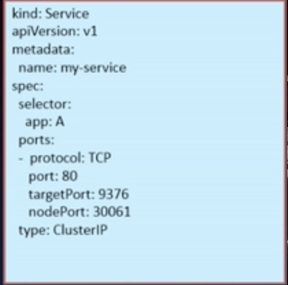 kind: Service
apiVersion: v1
metadata:
  name: my-service
spec:
  selector:
    app: A
  ports:
  - protocol: TCP
    port: 80
    targetPort: 9376
    nodePort: 30061
  type: ClusterIP